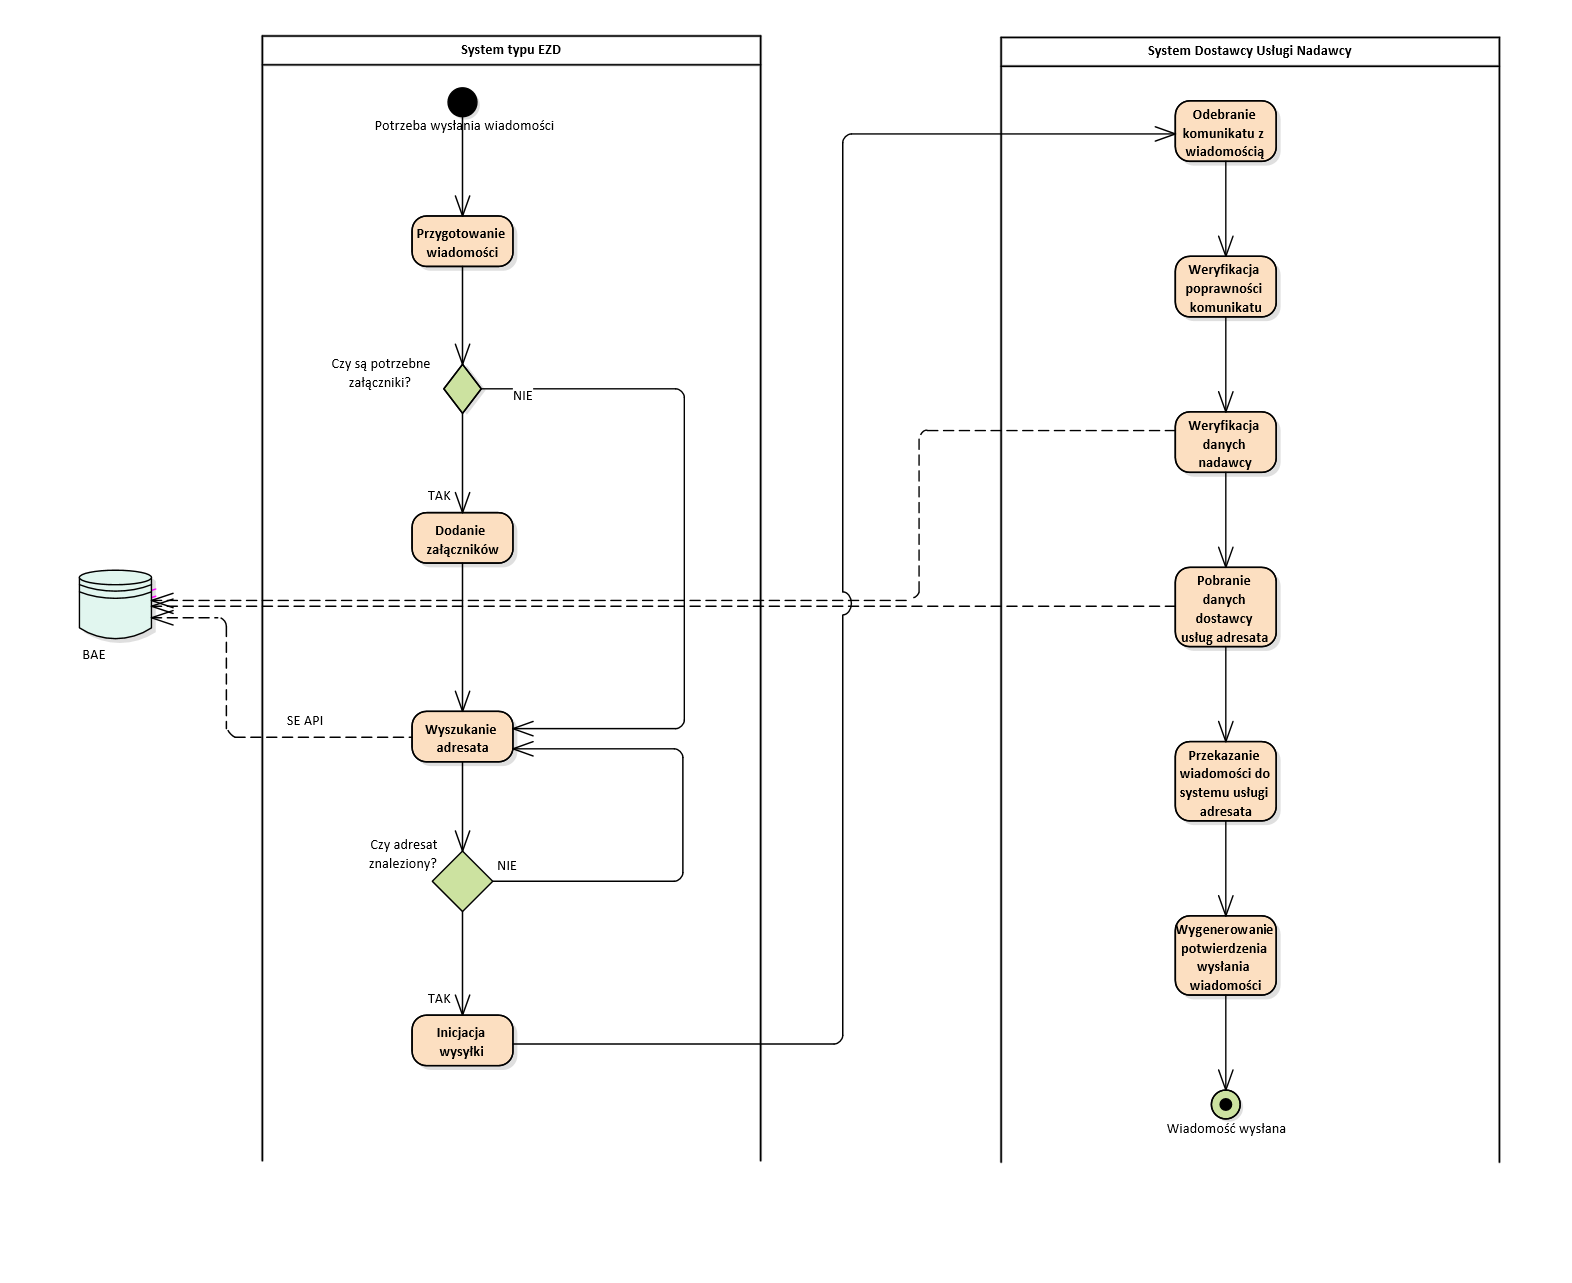 System typu EZD
Potrzeba wysłania wiadomości
Przygotowanie
wiadomości
Czy są potrzebne
załączniki?
NIE
TAK
Dodanie
załączników
BAE
SE API
Wyszukanie
adresata
Czy adresat
znaleziony?
NIE
TAK
Inicjacja
wysyłki
System Dostawcy Usługi Nadawcy
Odebranie
komunikatu z
wiadomością
Weryfikacja
poprawności
komunikatu
Weryfikacja
danych
nadawcy
Pobranie
danych
dostawcy
usług adresata
Przekazanie
wiadomości do
systemu usługi
adresata
Wygenerowanie
potwierdzenia
wysłania
wiadomości
Wiadomość wysłana